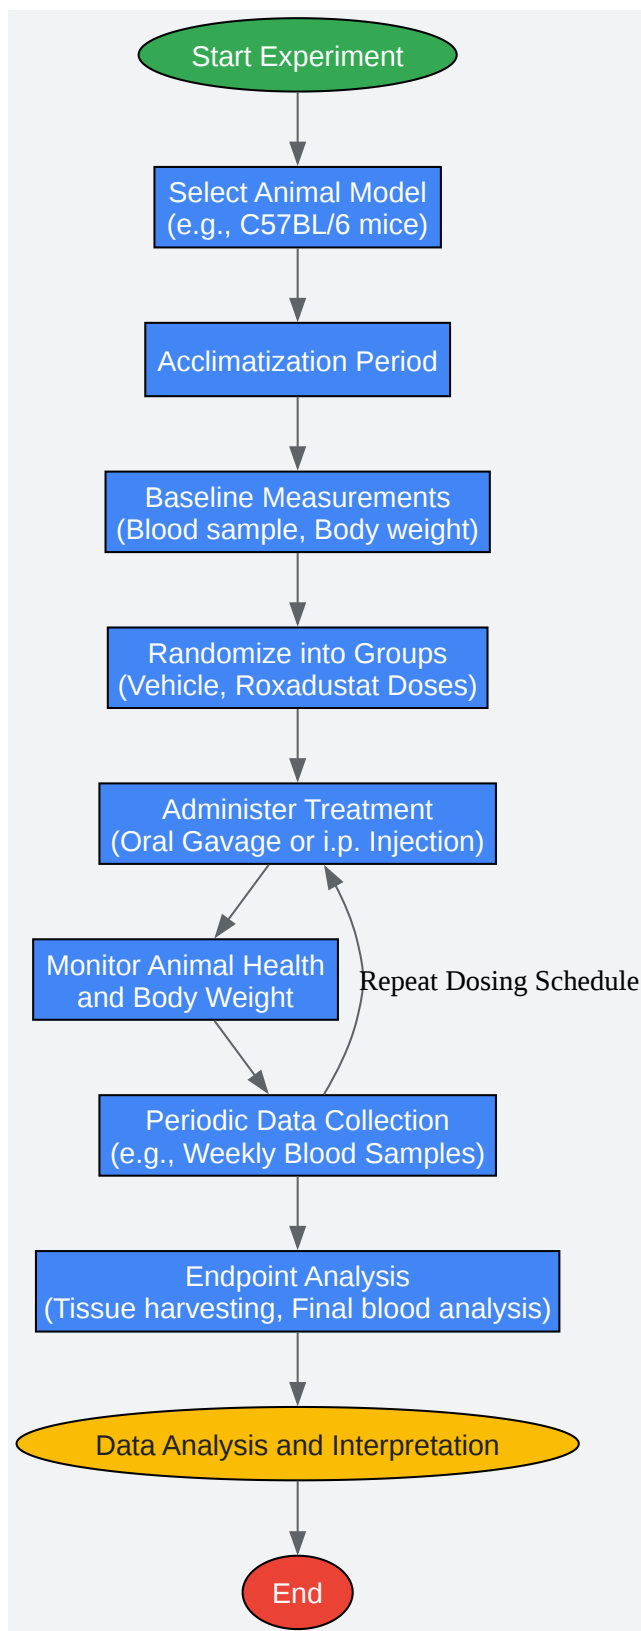 Start Experiment
Select Animal Model
(e.g., C57BL/6 mice)
Acclimatization Period
Baseline Measurements
(Blood sample, Body weight)
Randomize into Groups
(Vehicle, Roxadustat Doses)
Administer Treatment
(Oral Gavage or i.p. Injection)
Monitor Animal Health
and Body Weight
Repeat Dosing Schedule
Periodic Data Collection
(e.g., Weekly Blood Samples)
Endpoint Analysis
(Tissue harvesting, Final blood analysis)
Data Analysis and Interpretation
End